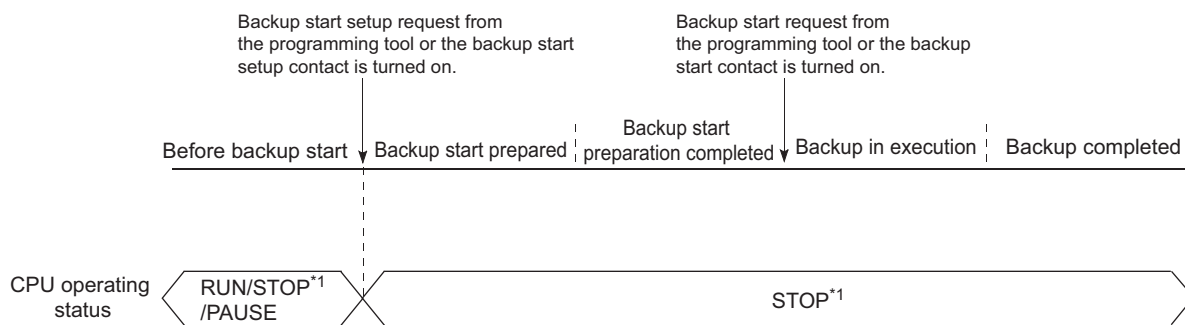 Backup start setup request from
the programming tool or the backup start
setup contact is turned on.
Backup start request from
the programming tool or the backup
start contact is turned on.
Before backup start
Backup start prepared
Backup start
preparation completed
Backup in execution
Backup completed
CPU operating
status
RUN/STOP*1
/PAUSE
STOP*1